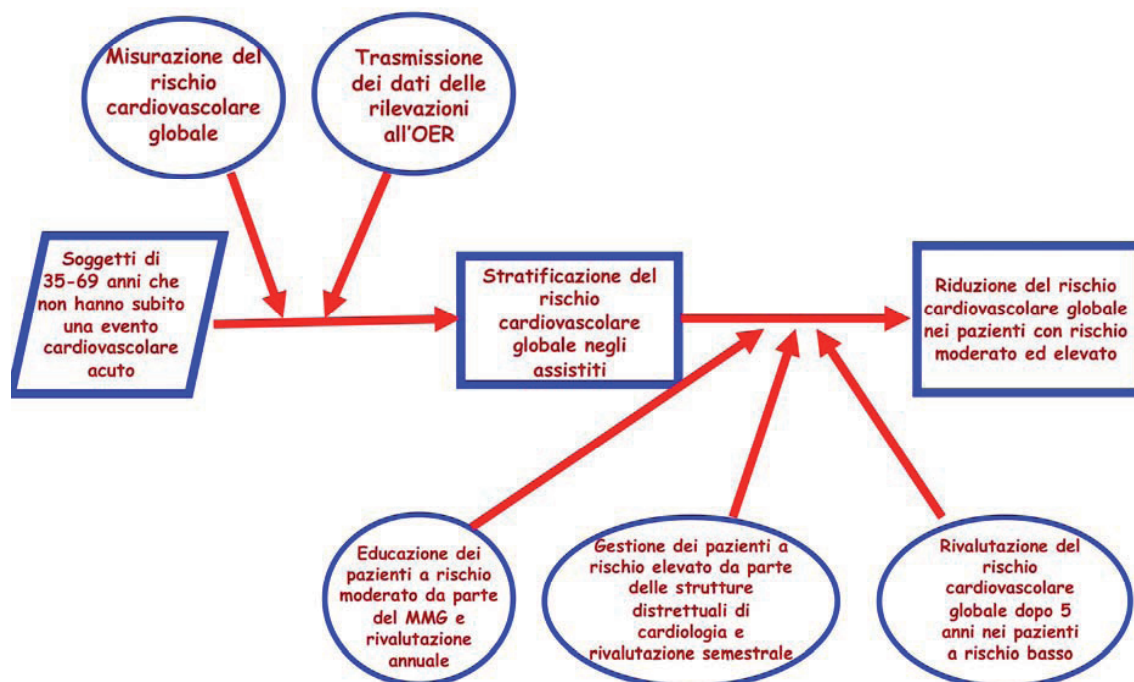 Misurazione del
rischio
cardiovascolare
globale
Trasmissione
dei dati delle
rilevazioni
all'OER
Soggetti di
35-69 anni che
non hanno subito
una evento
cardiovascolare
acuto
Stratificazione del
rischio
cardiovascolare
globale negli
assistiti
Riduzione del rischio
cardiovascolare globale
nei pazienti con rischio
moderato ed elevato
Educazione dei
pazienti a rischio
moderato da parte
del MMG e
rivalutazione
annuale
Gestione dei pazienti a
rischio elevato da parte
delle strutture
distrettuali di
cardiologia e
rivalutazione semestrale
Rivalutazione del
rischio
cardiovascolare
globale dopo 5
anni nei pazienti
a rischio basso